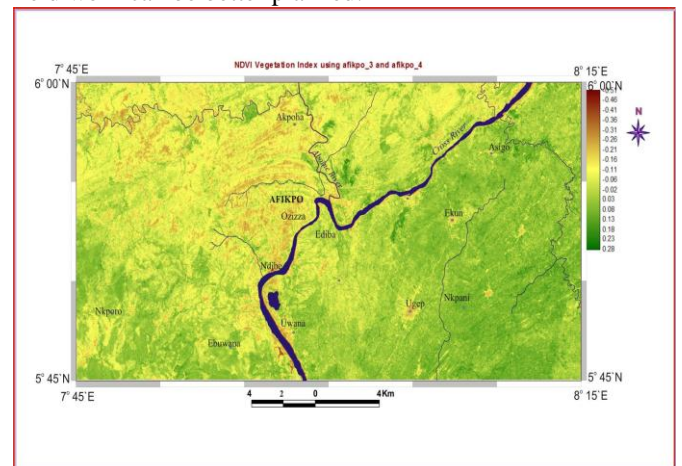 NDVI Vegetation Index using afikpo_3 and afikpo_4
7° 45´E
8° 15´E
6° 00´N
6° 00´N
-0.46
-0.41
-0.36
-0.31
-0.26
-0.21
-0.16
-0.11
-0.06
-0.02
0.03
0.08
0.13
0.18
0.23
0.28
N
Akpoha
Cross River
AFIKPO
Ozizza
Ediba
Ekuri
Ndibe
Nkporo
Uwana
Ugep
Nkpani
Ebuwana
5° 45´N
5° 45´N
7° 45´E
8° 15´E
4 2 0 4Km